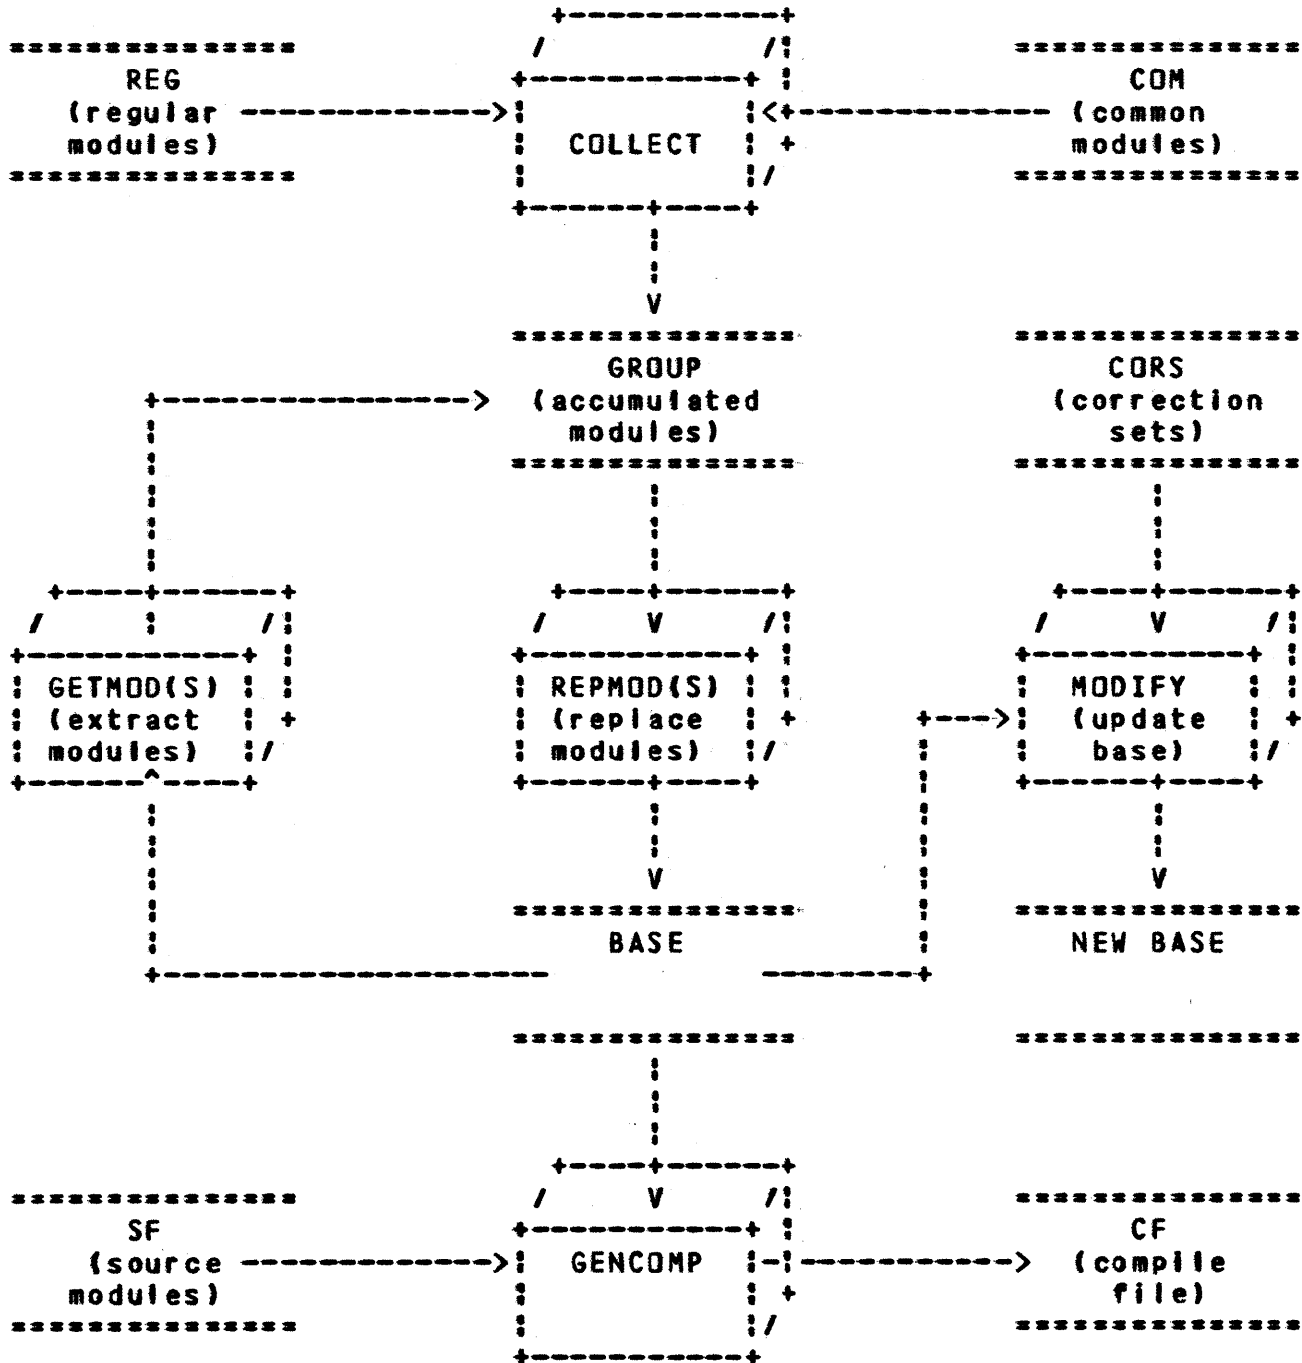 REG
(regular
modules)
COLLECT
COM
(common
modules)
GROUP
(accumulated
modules)
CORS
(correction
sets)
GETMOD(S)
(extract
modules)
REPMOD(S)
(replace
modules)
MODIFY
(update
base)
BASE
NEW BASE
SF
(source
modules)
GENCOMP
CF
(compile
file)